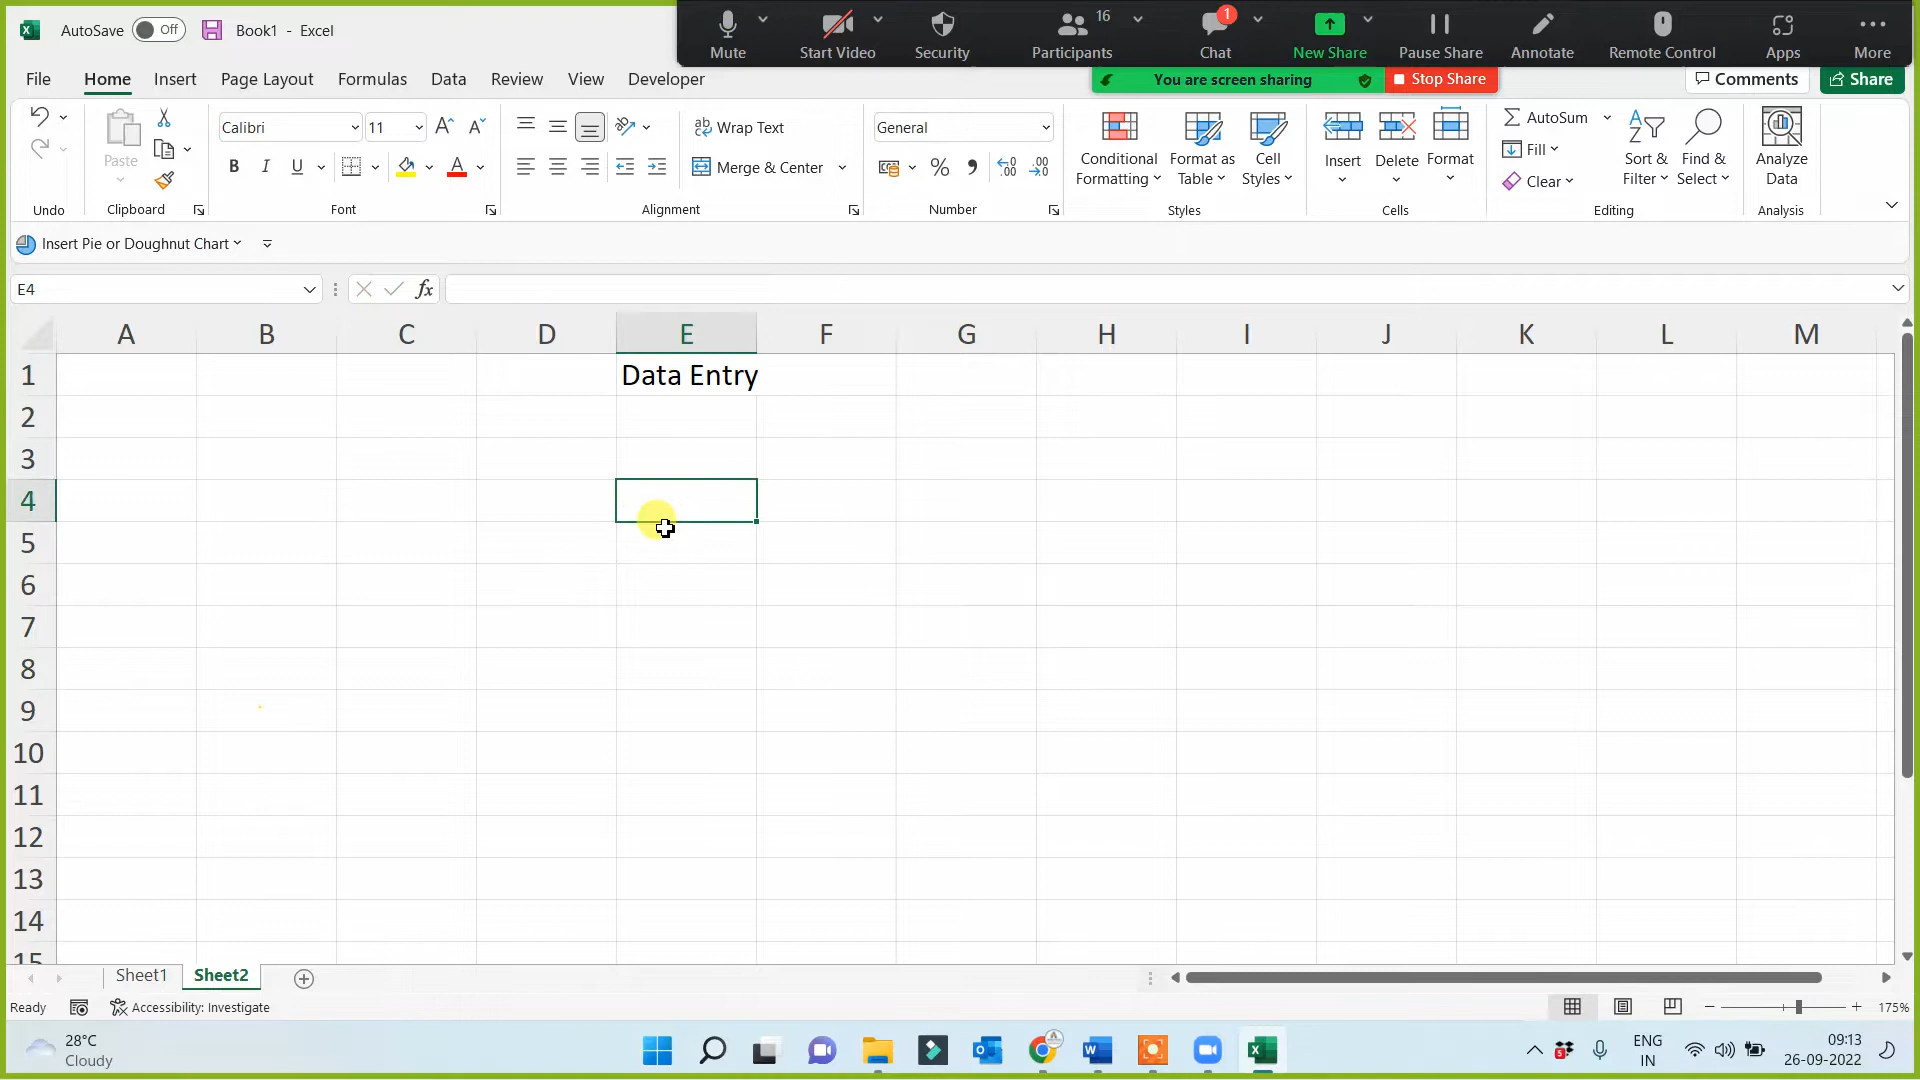 AutoSave Off Book1 - Excel
Mute Start Video Security Participants 16 Chat 1 New Share Pause Share Annotate Remote Control Apps More
File Home Insert Page Layout Formulas Data Review View Developer
You are screen sharing Stop Share Comments Share
Calibri 11 Wrap Text General
Paste B I U A Merge & Center
Conditional Formatting Format as Table Cell Styles
Insert Delete Format
AutoSum
Fill
Clear
Sort & Filter Find & Select Analyze Data
Undo Clipboard Font Alignment Number Styles Cells Editing Analysis
Insert Pie or Doughnut Chart
E4 fx
A B C D E F G H I J K L M
1 Data Entry
2
3
4
5
6
7
8
9
10
11
12
13
14
15
Sheet1 Sheet2
Ready Accessibility: Investigate 175%
28°C
Cloudy
ENG
IN
09:13
26-09-2022